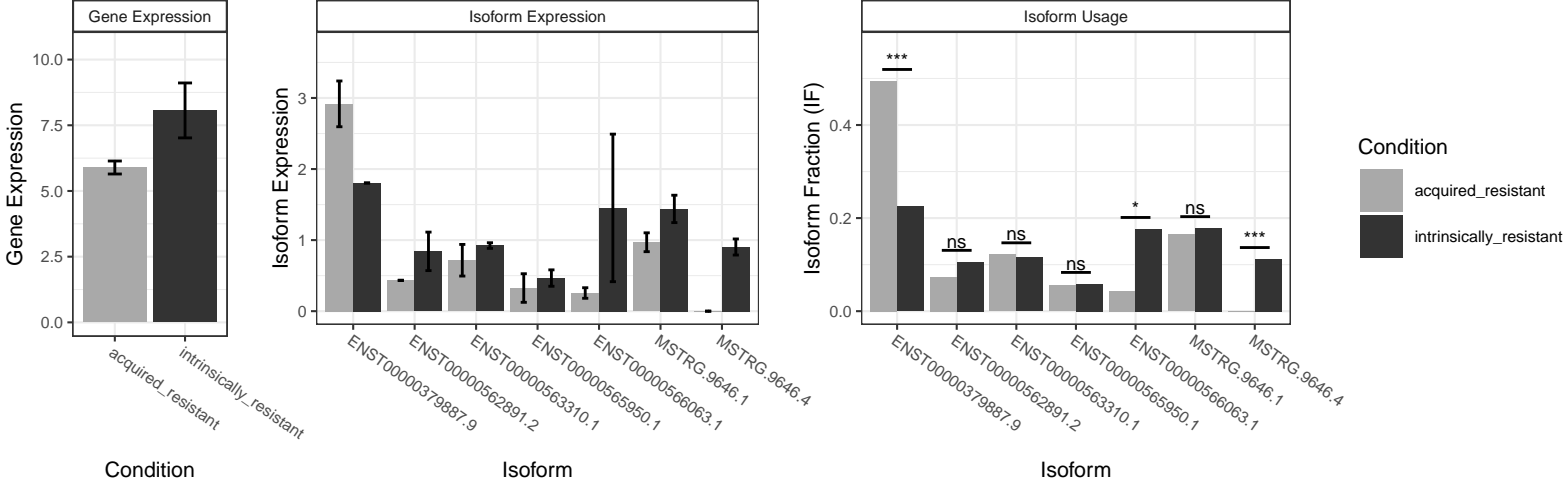 Gene Expression
Gene Expression
10.0
7.5
5.0
2.5
0.0
acquired_resistant
intrinsically_resistant
Condition
Isoform Expression
Isoform Expression
3
2
1
0
ENST00000379887.9
ENST00000562891.2
ENST00000563310.1
ENST00000565950.1
ENST00000566063.1
MSTRG.9646.1
MSTRG.9646.4
Isoform
Isoform Usage
Isoform Fraction (IF)
0.4
0.2
0.0
***
ns
ns
ns
*
ns
***
ENST00000379887.9
ENST00000562891.2
ENST00000563310.1
ENST00000565950.1
ENST00000566063.1
MSTRG.9646.1
MSTRG.9646.4
Isoform
Condition
acquired_resistant
intrinsically_resistant